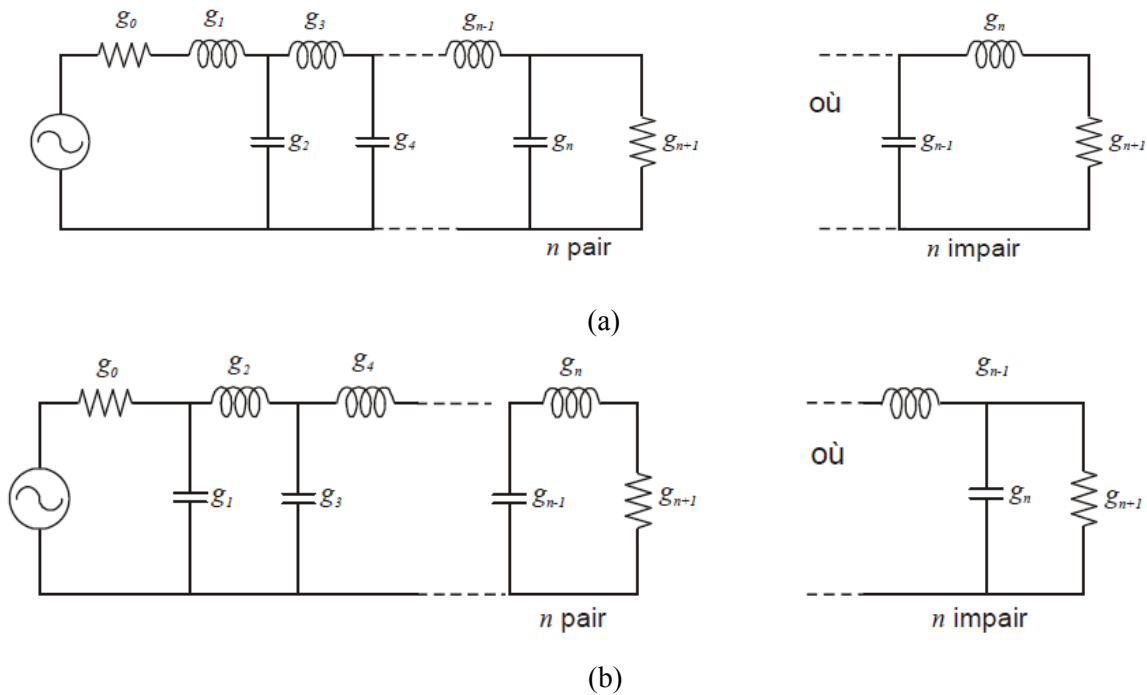 g0 g1 g3 gn-1 gn
où
g2 g4 gn gn+1 gn-1 gn+1
n pair n impair
(a)
g0 g2 g4 gn gn-1
où
g1 g3 gn-1 gn+1 gn gn+1
n pair n impair
(b)